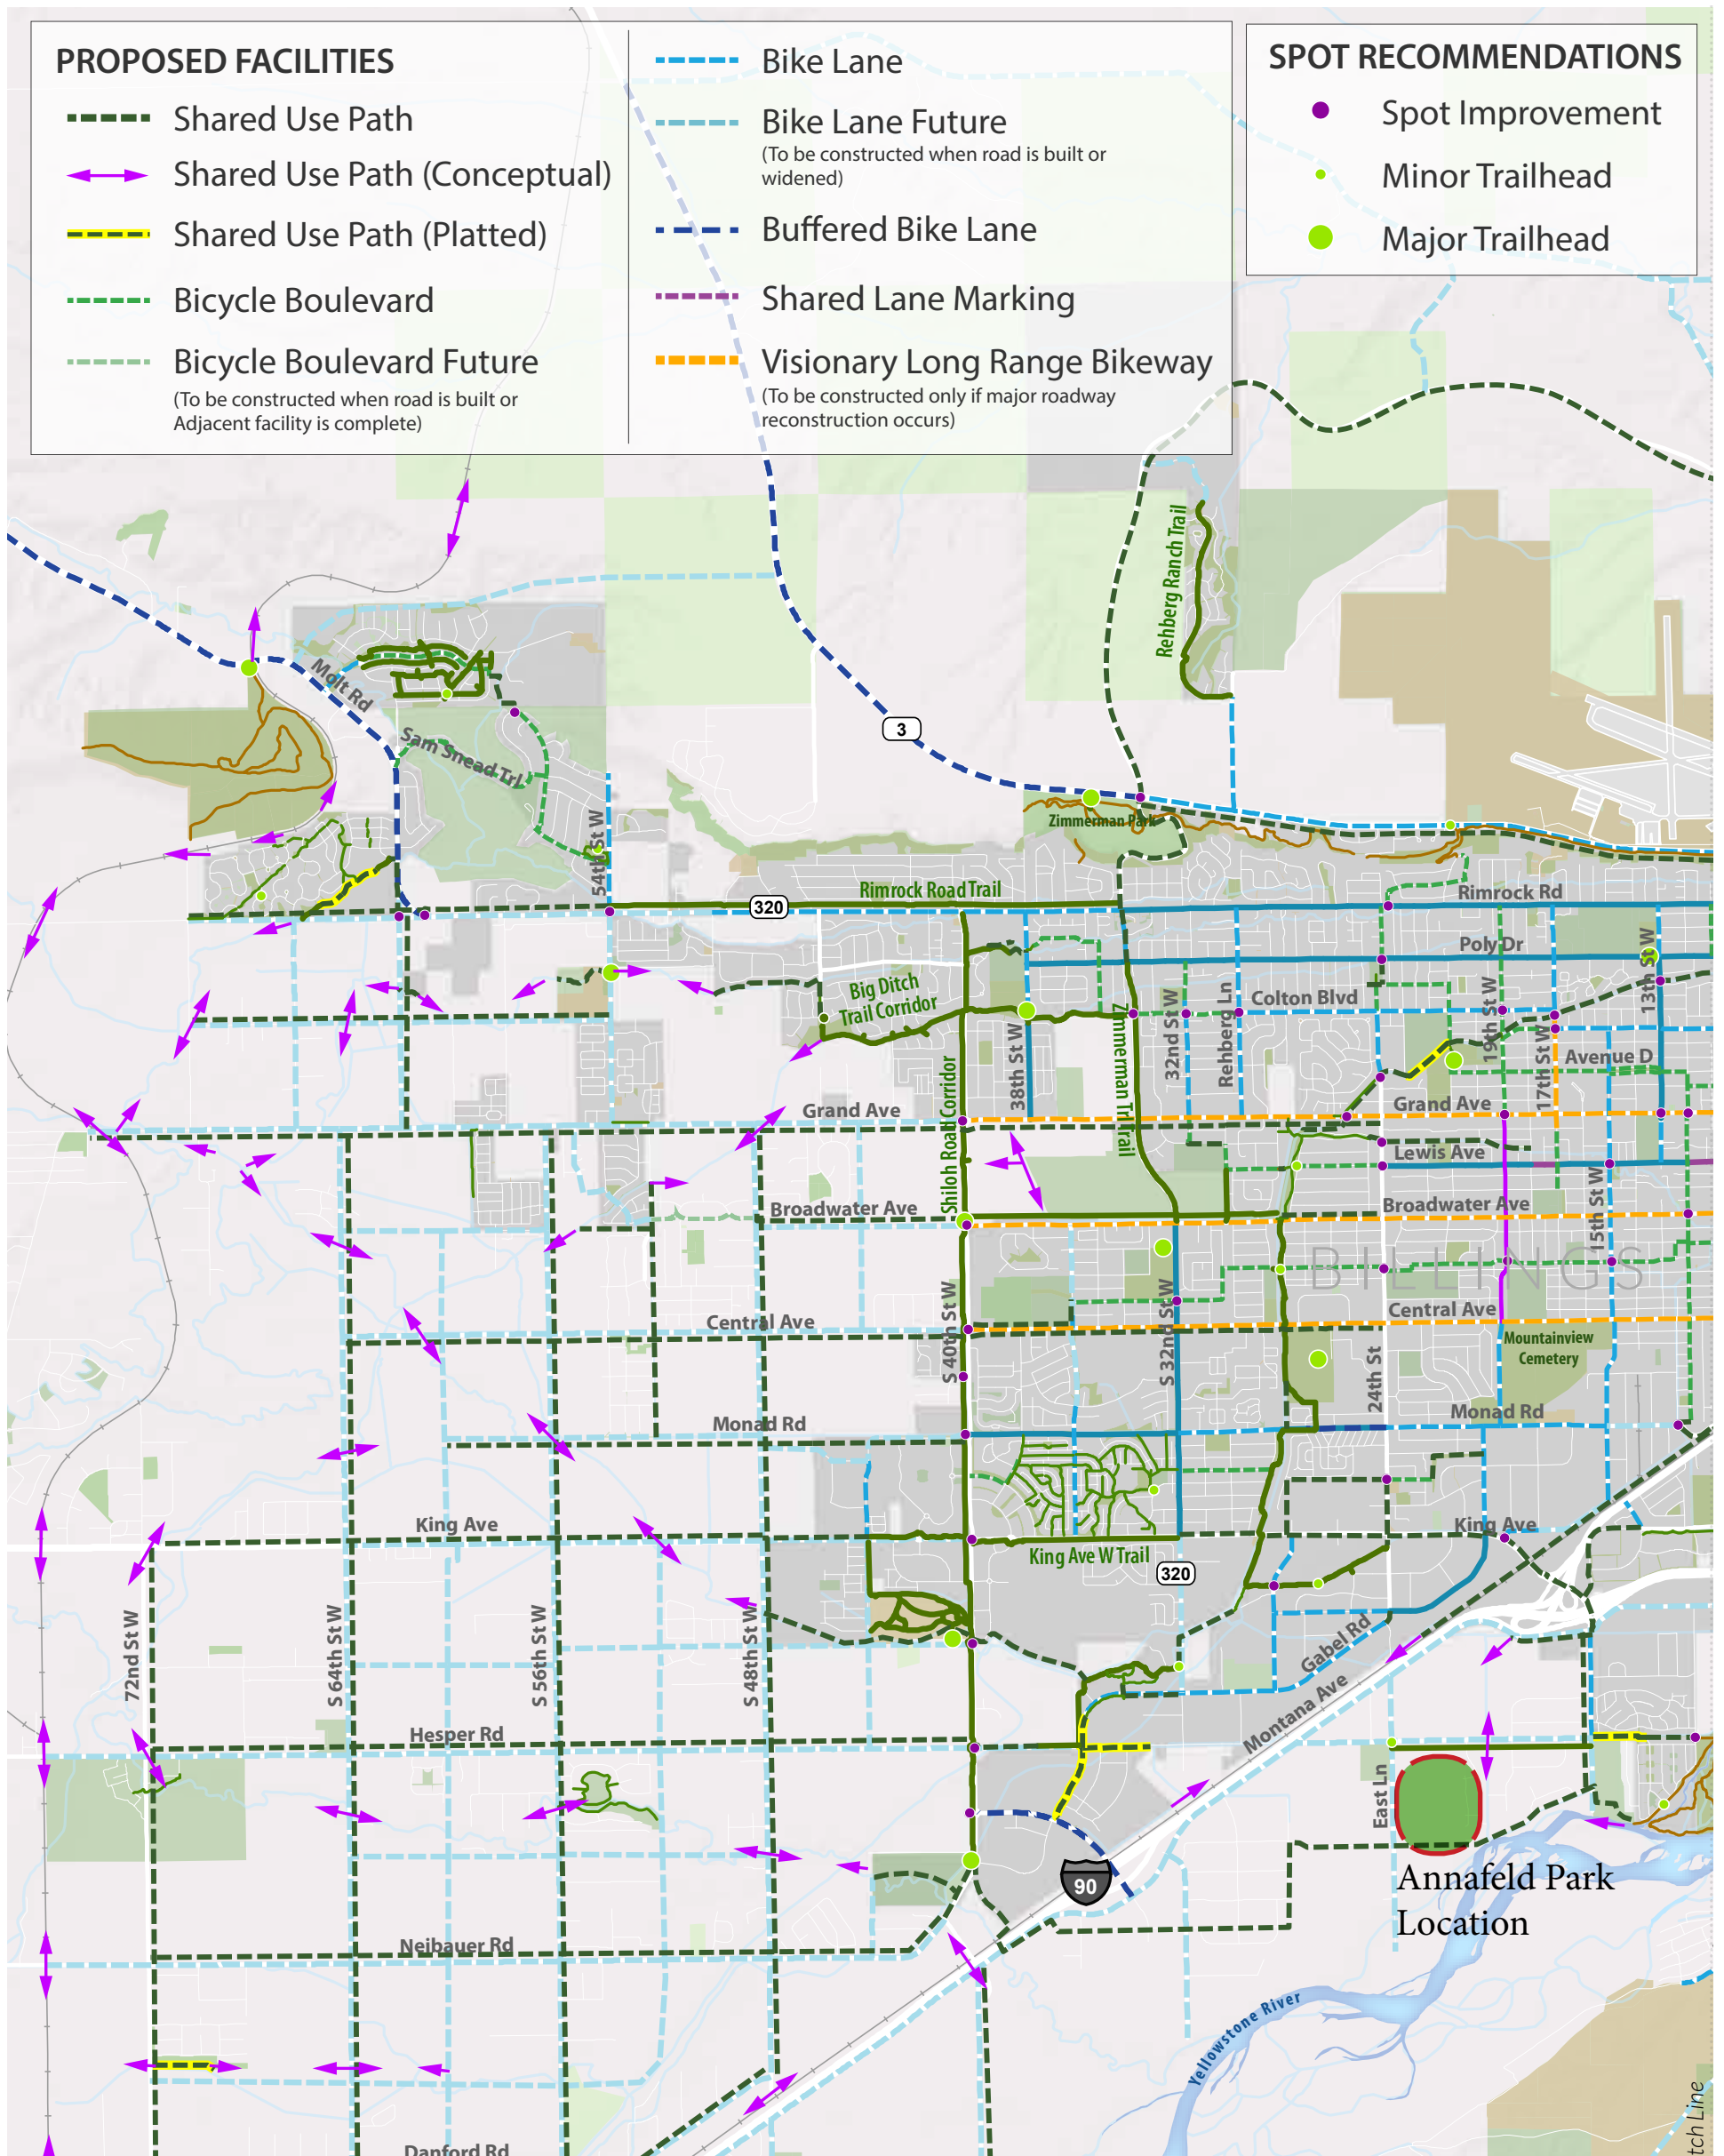 PROPOSED FACILITIES
Shared Use Path
Shared Use Path (Conceptual)
Shared Use Path (Platted)
Bicycle Boulevard
Bicycle Boulevard Future
(To be constructed when road is built or
Adjacent facility is complete)
Bike Lane
Bike Lane Future
(To be constructed when road is built or
widened)
Buffered Bike Lane
Shared Lane Marking
Visionary Long Range Bikeway
(To be constructed only if major roadway
reconstruction occurs)
SPOT RECOMMENDATIONS
Spot Improvement
Minor Trailhead
Major Trailhead
Rehberg Ranch Trail
Molt Rd
Sam Snead Trl
3
Zimmerman Park
54th St W
Rimrock Road Trail
320
Rimrock Rd
Poly Dr
13th St W
Big Ditch
Trail Corridor
Colton Blvd
19th St W
32nd St W
Rehberg Ln
38th St W
Zimmerman Trl Trail
17th St W
Avenue D
Shiloh Road Corridor
Grand Ave
Grand Ave
Lewis Ave
Broadwater Ave
Broadwater Ave
15th St W
BILLINGS
S 40th St W
S 32nd St W
Central Ave
Central Ave
Mountainview
Cemetery
24th St
Monad Rd
Monad Rd
King Ave
King Ave
King Ave W Trail
320
72nd St W
S 64th St W
S 56th St W
S 48th St W
Gabel Rd
Montana Ave
Hesper Rd
East Ln
90
Annafeld Park
Location
Neibauer Rd
Yellowstone River
Danford Rd
tch Line